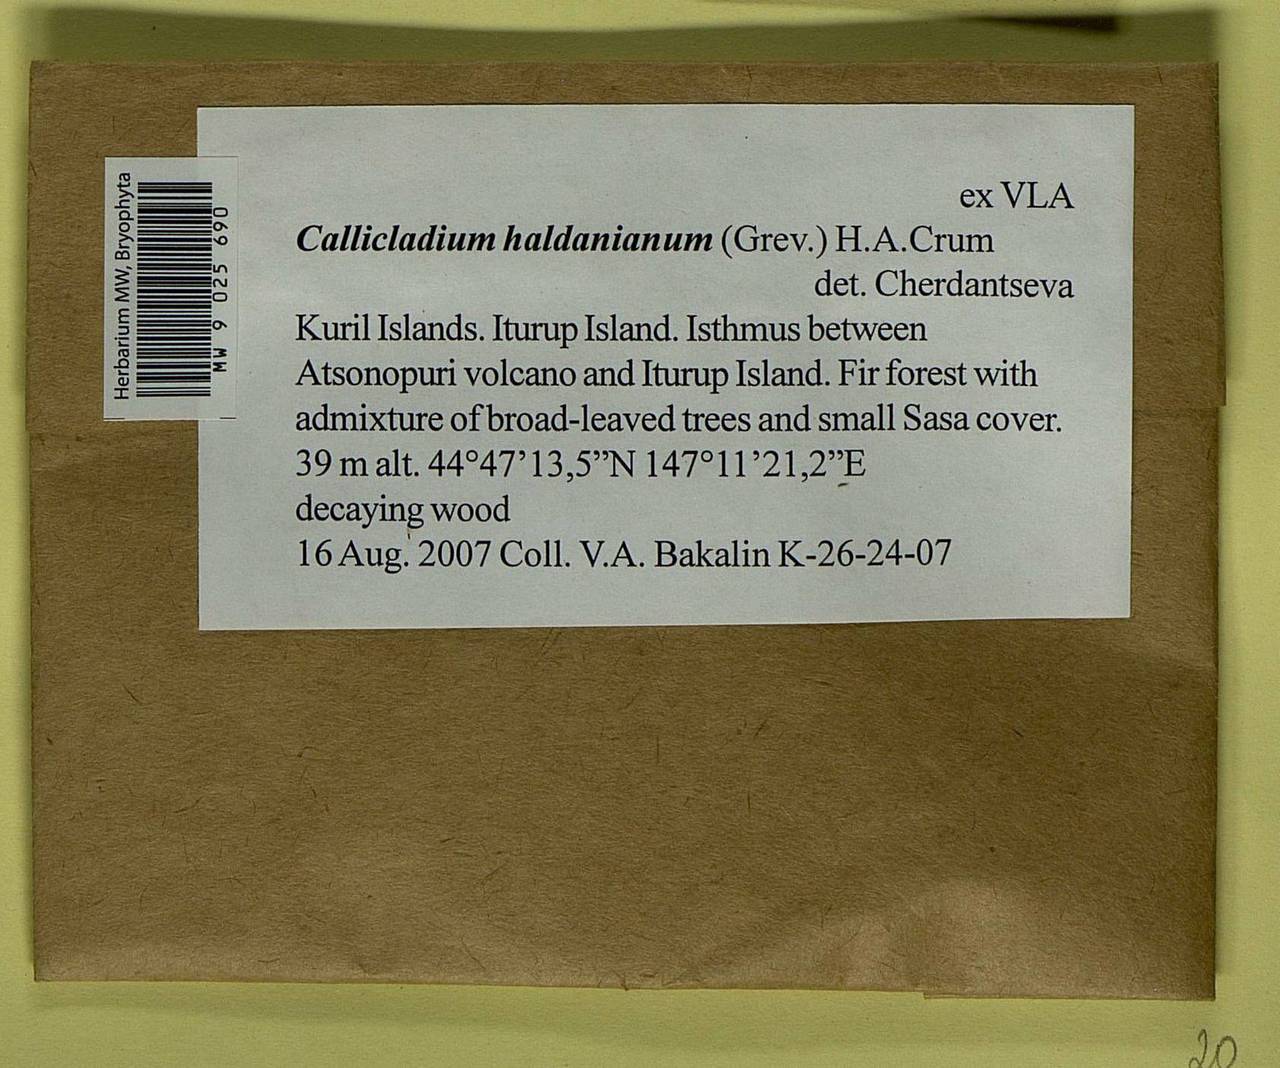 ex VLA
Callicladium haldanianum (Grev.) H.A.Crum
det. Cherdantseva
Kuril Islands. Iturup Island. Isthmus between
Atsonopuri volcano and Iturup Island. Fir forest with
admixture of broad-leaved trees and small Sasa cover.
39 m alt. 44°47’13,5”N 147°11’21,2”E
decaying wood
16 Aug. 2007 Coll. V.A. Bakalin K-26-24-07
Herbarium MW, Bryophyta
MW 9 025 690
20